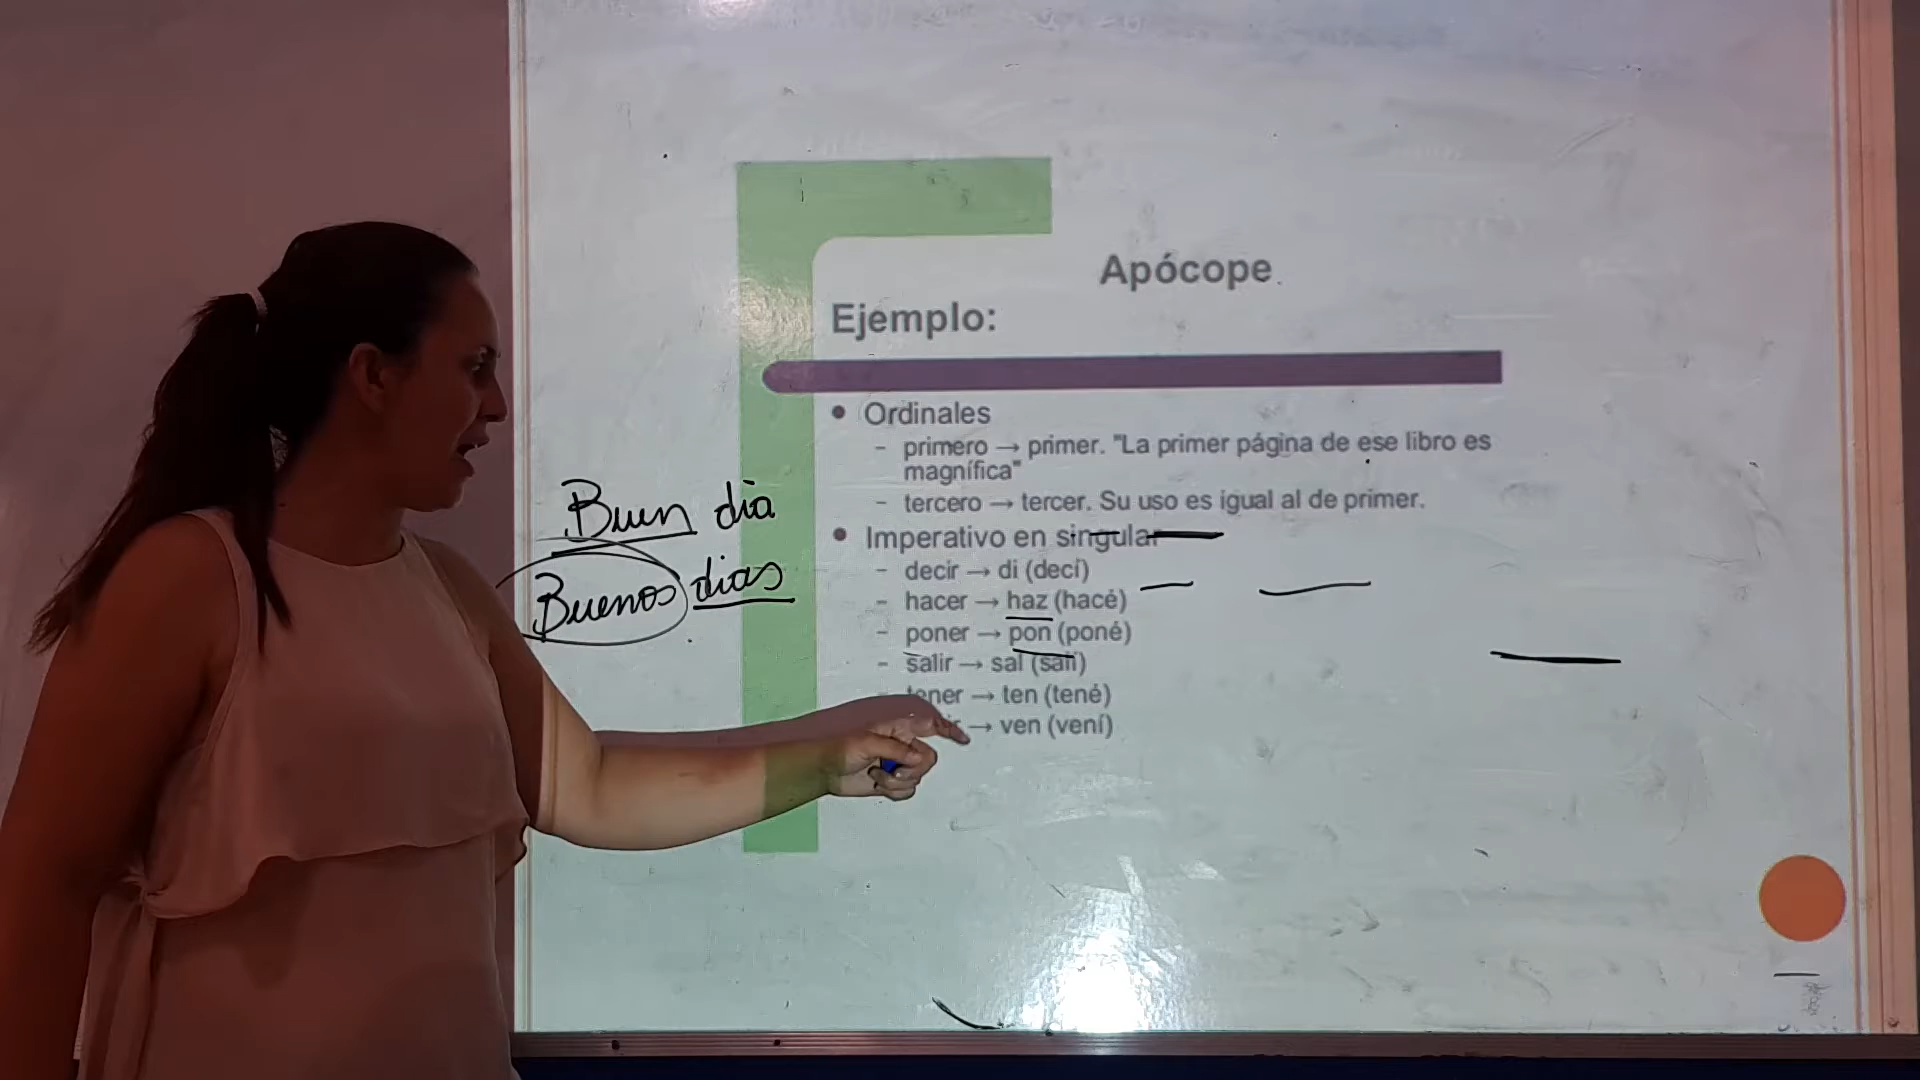 Apócope
Ejemplo:
• Ordinales
- primero → primer. "La primer página de ese libro es
magnífica"
- tercero → tercer. Su uso es igual al de primer.
• Imperativo en singular
- decir → di (decí)
- hacer → haz (hacé)
- poner → pon (poné)
- salir → sal (salí)
- tener → ten (tené)
→ ven (vení)
Buen dia
Buenos dias